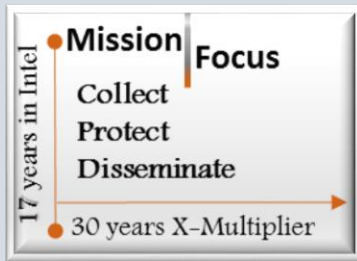 Mission
Focus
Collect
Protect
Disseminate
17 years in Intel
30 years X-Multiplier